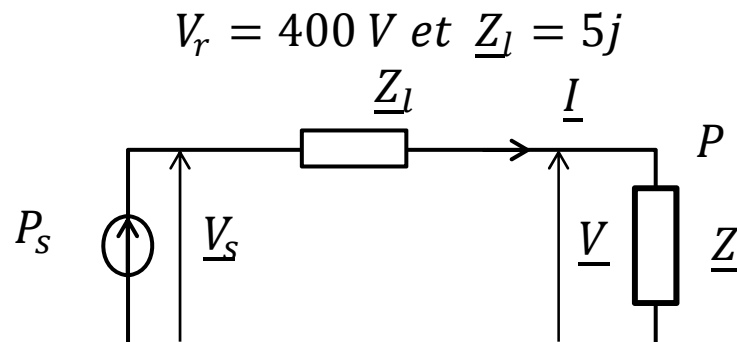 V_r = 400 V et Z_l = 5j
Z_l
I
P
P_s
V_s
V
Z